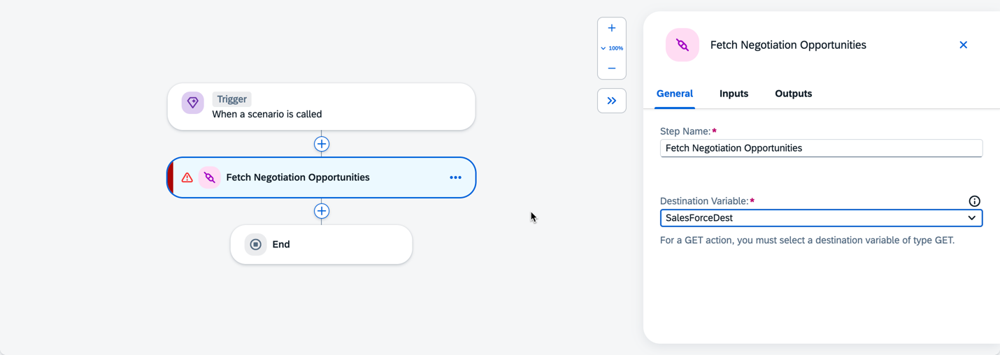 Trigger
When a scenario is called
Fetch Negotiation Opportunities
End
100%
Fetch Negotiation Opportunities
General Inputs Outputs
Step Name:*
Fetch Negotiation Opportunities
Destination Variable:*
SalesForceDest
For a GET action, you must select a destination variable of type GET.